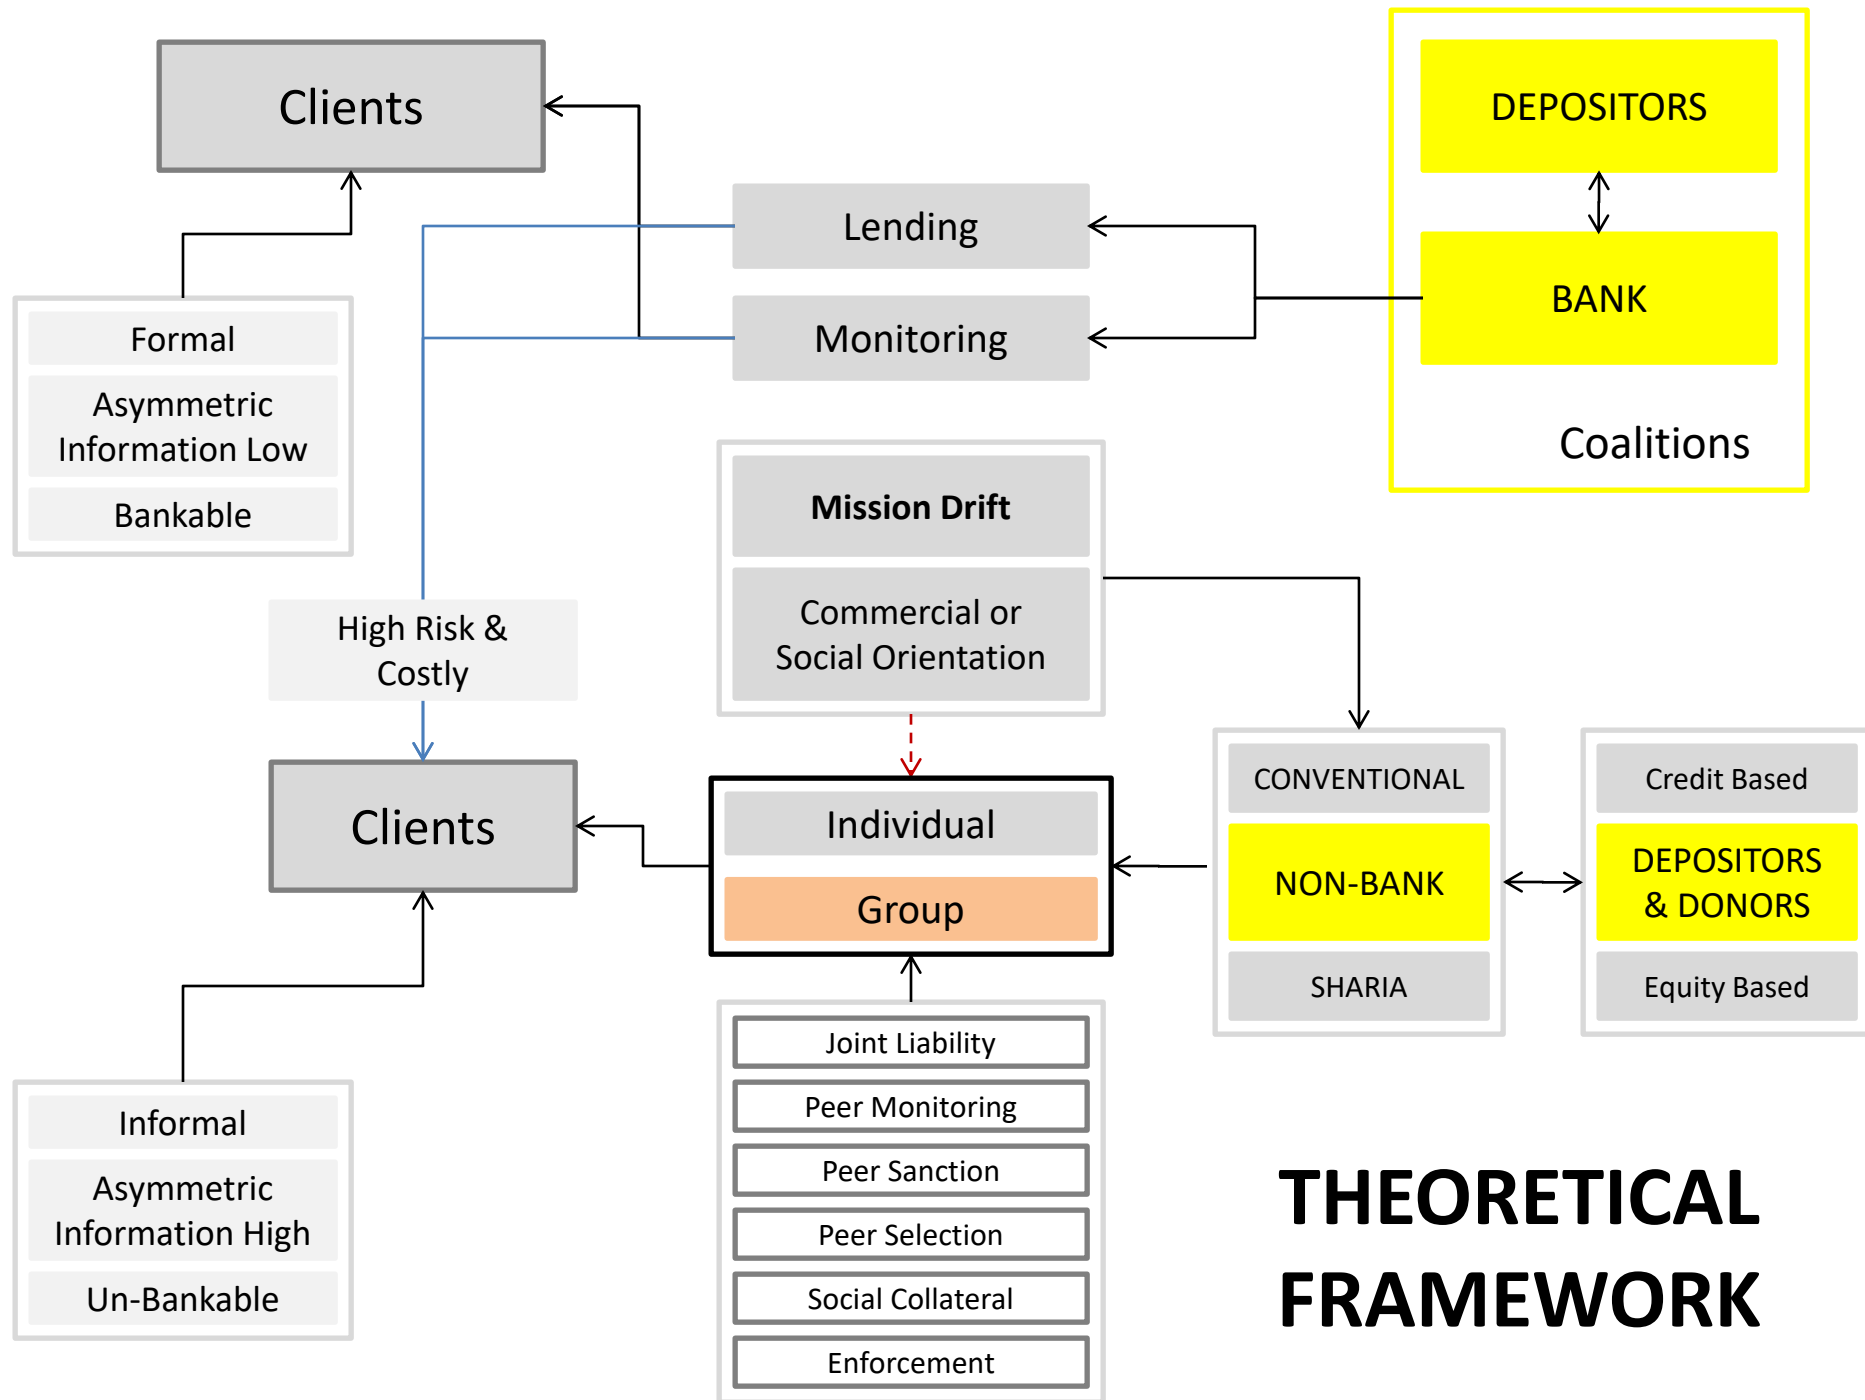 Clients
DEPOSITORS
Lending
BANK
Formal
Monitoring
Asymmetric
Information Low
Coalitions
Bankable
Mission Drift
Commercial or
Social Orientation
High Risk &
Costly
Clients
Individual
Group
CONVENTIONAL
NON-BANK
SHARIA
Credit Based
DEPOSITORS
& DONORS
Equity Based
Joint Liability
Peer Monitoring
Peer Sanction
Peer Selection
Social Collateral
Enforcement
Informal
Asymmetric
Information High
Un-Bankable
THEORETICAL
FRAMEWORK